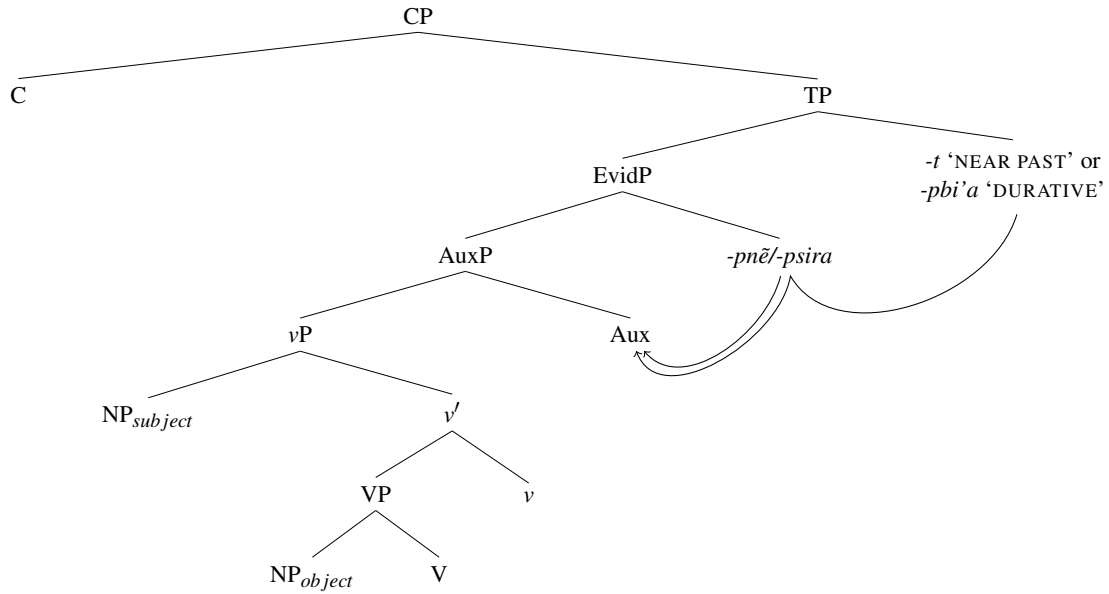 CP
C
TP
EvidP
-t ‘NEAR PAST’ or
-pbi’a ‘DURATIVE’
AuxP
-pnẽ/-psira
vP
Aux
NPsubject
v′
VP
v
NPobject
V